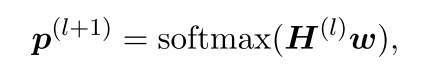 p^{(l+1)} = softmax(H^{(l)}w),